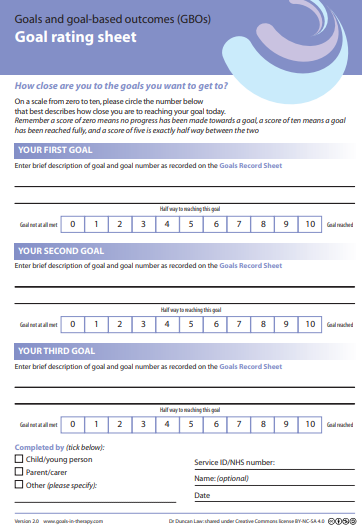 Goals and goal-based outcomes (GBOs)
Goal rating sheet
How close are you to the goals you want to get to?
On a scale from zero to ten, please circle the number below
that best describes how close you are to reaching your goal today.
Remember a score of zero means no progress has been made towards a goal, a score of ten means a goal
has been reached fully, and a score of five is exactly half way between the two
YOUR FIRST GOAL
Enter brief description of goal and goal number as recorded on the Goals Record Sheet
Half way to reaching this goal
Goal not at all met 0 1 2 3 4 5 6 7 8 9 10 Goal reached
YOUR SECOND GOAL
Enter brief description of goal and goal number as recorded on the Goals Record Sheet
Half way to reaching this goal
Goal not at all met 0 1 2 3 4 5 6 7 8 9 10 Goal reached
YOUR THIRD GOAL
Enter brief description of goal and goal number as recorded on the Goals Record Sheet
Half way to reaching this goal
Goal not at all met 0 1 2 3 4 5 6 7 8 9 10 Goal reached
Completed by (tick below):
Child/young person
Parent/carer
Other (please specify):
Service ID/NHS number:
Name: (optional)
Date
Version 2.0 www.goals-in-therapy.com Dr Duncan Law: shared under Creative Commons license BY-NC-SA 4.0